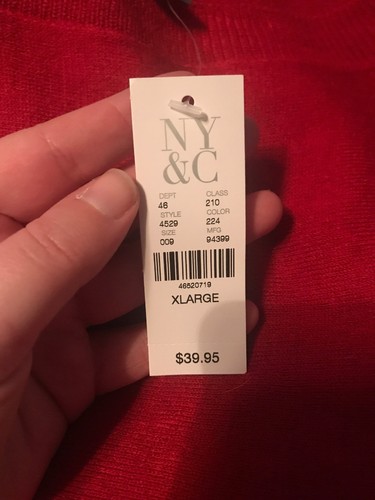 NY
&C
DEPT CLASS
46 210
STYLE COLOR
4529 224
SIZE MFG
009 94399
46520719
XLARGE
$39.95